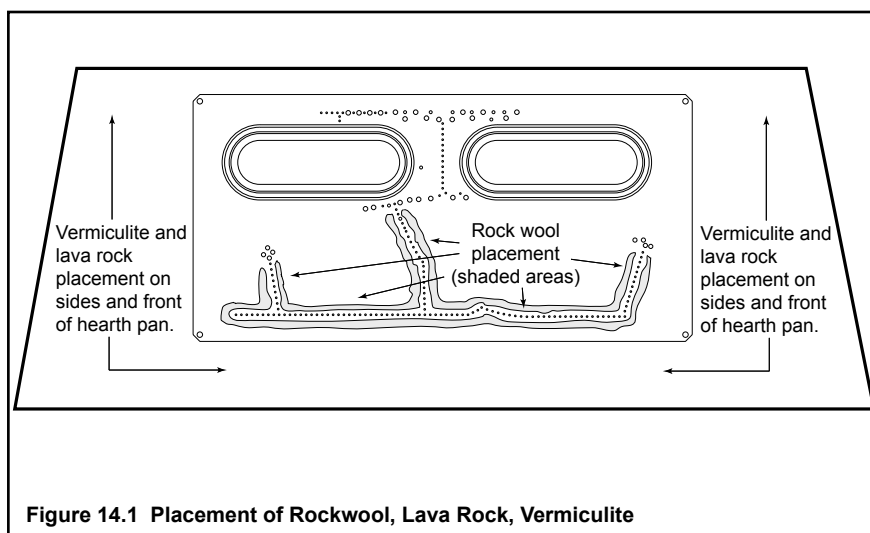 Vermiculite and
lava rock
placement on
sides and front
of hearth pan.
Rock wool
placement
(shaded areas)
Vermiculite and
lava rock
placement on
sides and front
of hearth pan.
Figure 14.1 Placement of Rockwool, Lava Rock, Vermiculite